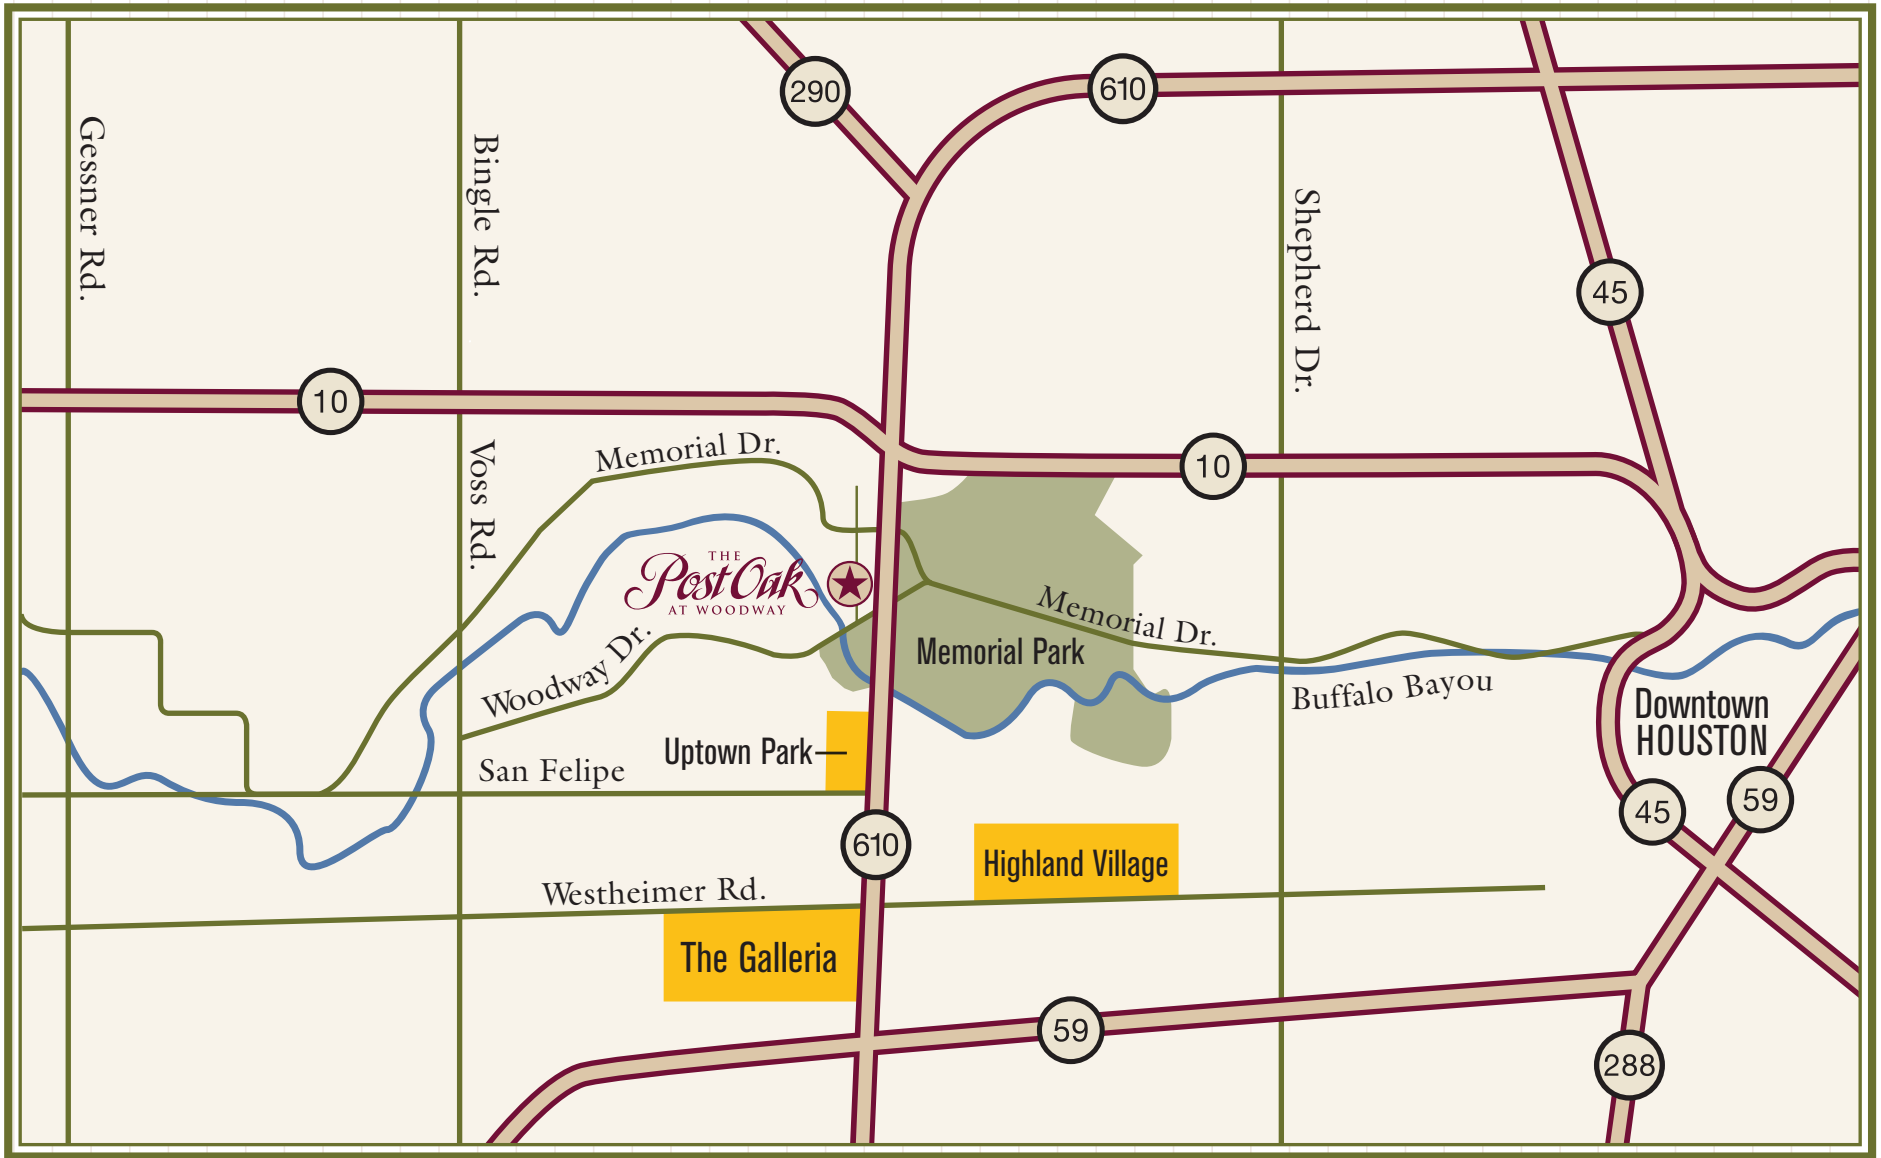 290
610
Gessner Rd.
Bingle Rd.
Shepherd Dr.
45
10
Memorial Dr.
10
Voss Rd.
THE
Post Oak
AT WOODWAY
Memorial Dr.
Woodway Dr.
Memorial Park
Buffalo Bayou
Downtown
HOUSTON
Uptown Park
San Felipe
45
59
610
Highland Village
Westheimer Rd.
The Galleria
59
288